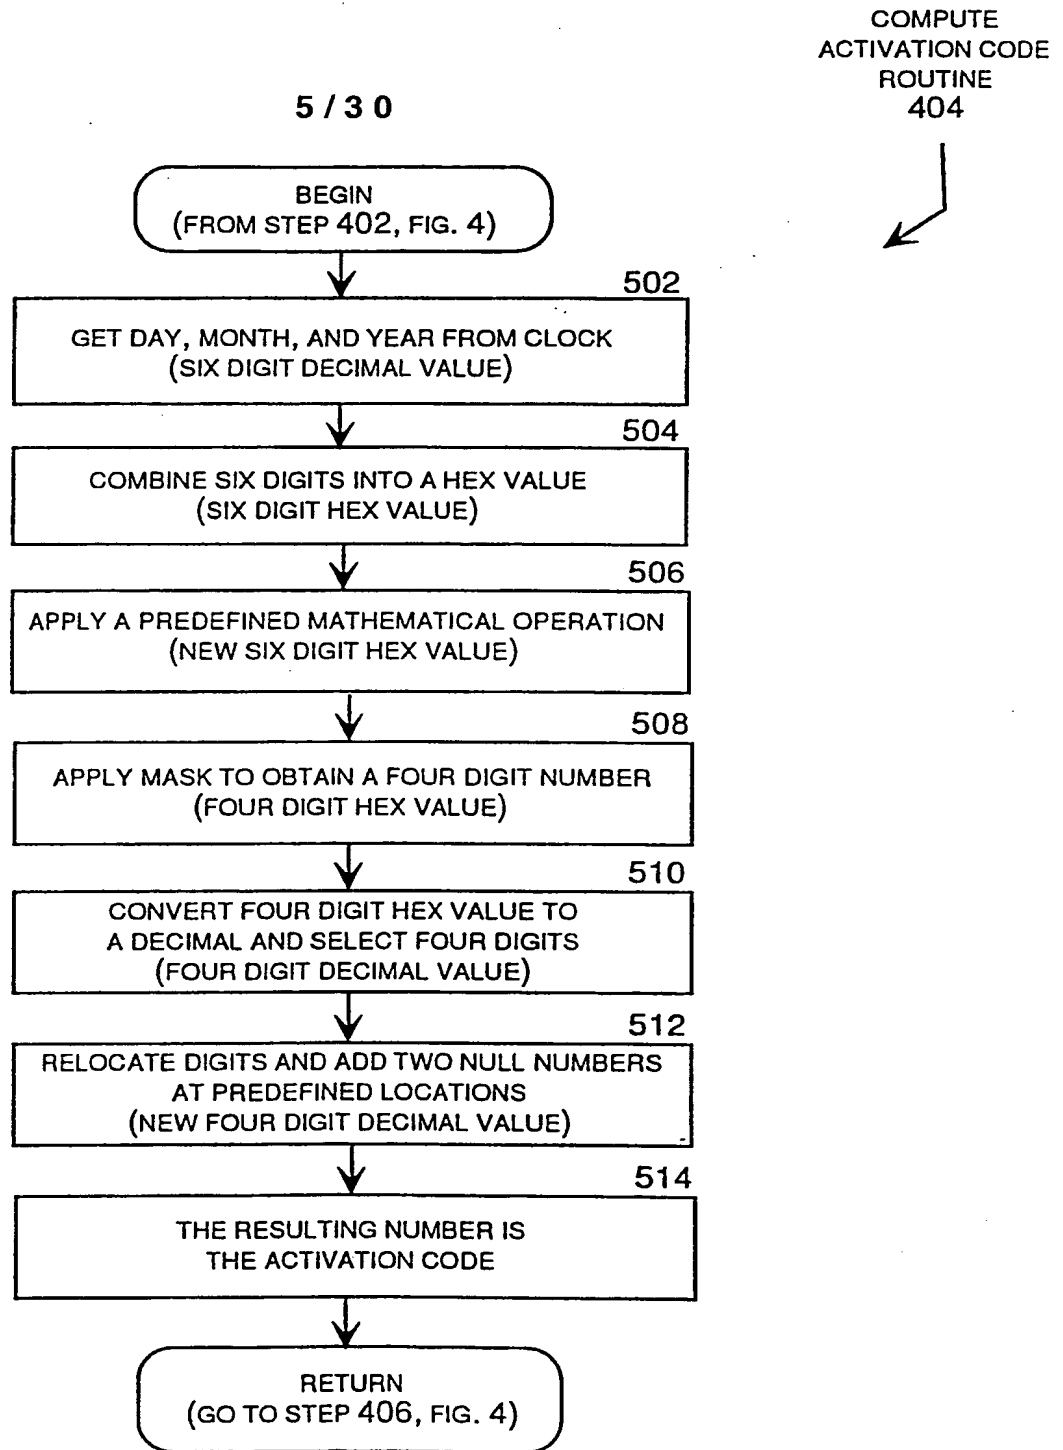 COMPUTE
ACTIVATION CODE
ROUTINE
404
5/30
BEGIN
(FROM STEP 402, FIG. 4)
502
GET DAY, MONTH, AND YEAR FROM CLOCK
(SIX DIGIT DECIMAL VALUE)
504
COMBINE SIX DIGITS INTO A HEX VALUE
(SIX DIGIT HEX VALUE)
506
APPLY A PREDEFINED MATHEMATICAL OPERATION
(NEW SIX DIGIT HEX VALUE)
508
APPLY MASK TO OBTAIN A FOUR DIGIT NUMBER
(FOUR DIGIT HEX VALUE)
510
CONVERT FOUR DIGIT HEX VALUE TO
A DECIMAL AND SELECT FOUR DIGITS
(FOUR DIGIT DECIMAL VALUE)
512
RELOCATE DIGITS AND ADD TWO NULL NUMBERS
AT PREDEFINED LOCATIONS
(NEW FOUR DIGIT DECIMAL VALUE)
514
THE RESULTING NUMBER IS
THE ACTIVATION CODE
RETURN
(GO TO STEP 406, FIG. 4)